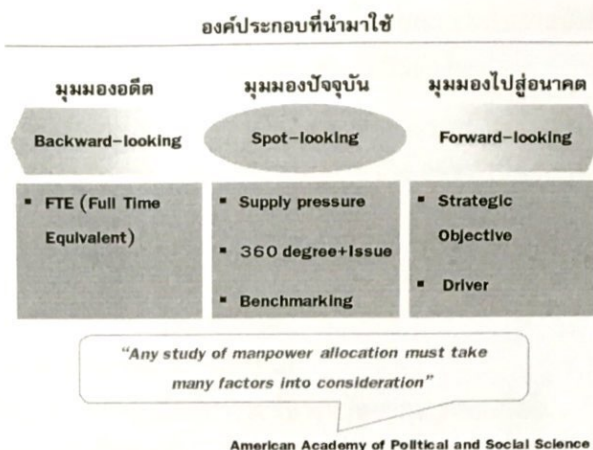 องค์ประกอบที่นำมาใช้
มุมมองอดีต
Backward-looking
▪ FTE (Full Time
Equivalent)
มุมมองปัจจุบัน
Spot-looking
▪ Supply pressure
▪ 360 degree+Issue
▪ Benchmarking
มุมมองไปสู่อนาคต
Forward-looking
▪ Strategic
Objective
▪ Driver
“Any study of manpower allocation must take
many factors into consideration”
American Academy of Political and Social Science